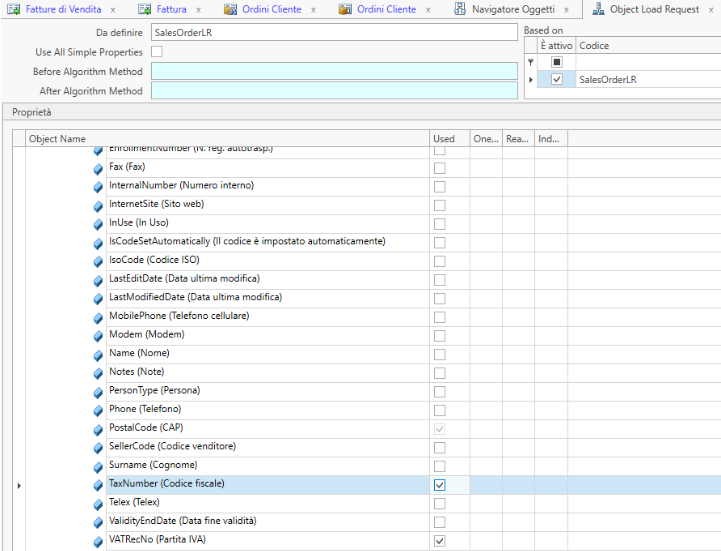 Fatture di Vendita x Fattura x Ordini Cliente x Ordini Cliente x Navigatore Oggetti x Object Load Request x
Da definire SalesOrderLR
Use All Simple Properties
Before Algorithm Method
After Algorithm Method
Based on
È attivo Codice
SalesOrderLR
Proprietà
Object Name Used One... Rea... Ind...
EnrollmentNumber (N. reg. autotrasp.)
Fax (Fax)
InternalNumber (Numero interno)
InternetSite (Sito web)
InUse (In Uso)
IsCodeSetAutomatically (Il codice è impostato automaticamente)
IsoCode (Codice ISO)
LastEditDate (Data ultima modifica)
LastModifiedDate (Data ultima modifica)
MobilePhone (Telefono cellulare)
Modem (Modem)
Name (Nome)
Notes (Note)
PersonType (Persona)
Phone (Telefono)
PostalCode (CAP)
SellerCode (Codice venditore)
Surname (Cognome)
TaxNumber (Codice fiscale)
Telex (Telex)
ValidityEndDate (Data fine validità)
VATRecNo (Partita IVA)